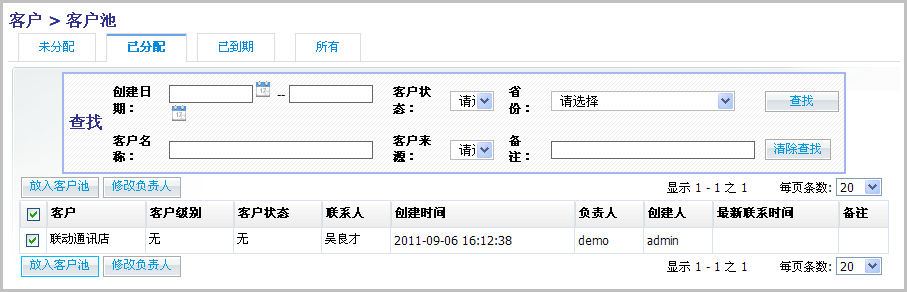 客户 > 客户池
未分配 已分配 已到期 所有
查找
创建日期： -- 客户状态： 请 省份： 请选择 查找
客户名称： 客户来源： 请 备注： 清除查找
放入客户池 修改负责人 显示 1 - 1 之 1 每页条数: 20
客户 客户级别 客户状态 联系人 创建时间 负责人 创建人 最新联系时间 备注
联动通讯店 无 无 吴良才 2011-09-06 16:12:38 demo admin
放入客户池 修改负责人 显示 1 - 1 之 1 每页条数: 20